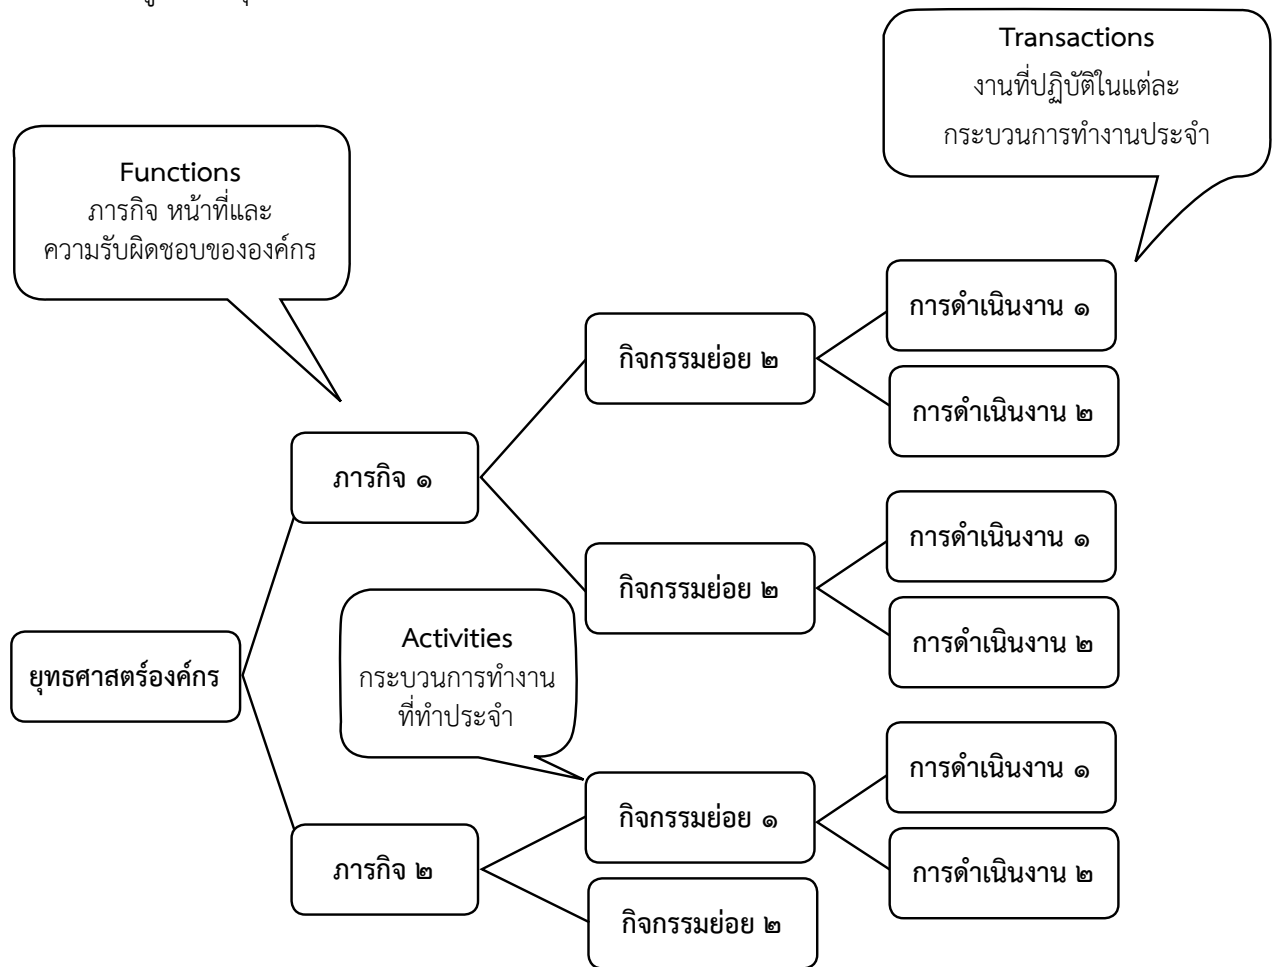 Transactions
งานที่ปฏิบัติในแต่ละ
กระบวนการทำงานประจำ
Functions
ภารกิจ หน้าที่และ
ความรับผิดชอบขององค์กร
การดำเนินงาน ๑
กิจกรรมย่อย ๒
การดำเนินงาน ๒
ภารกิจ ๑
การดำเนินงาน ๑
กิจกรรมย่อย ๒
การดำเนินงาน ๒
Activities
กระบวนการทำงาน
ที่ทำประจำ
ยุทธศาสตร์องค์กร
การดำเนินงาน ๑
กิจกรรมย่อย ๑
การดำเนินงาน ๒
ภารกิจ ๒
กิจกรรมย่อย ๒